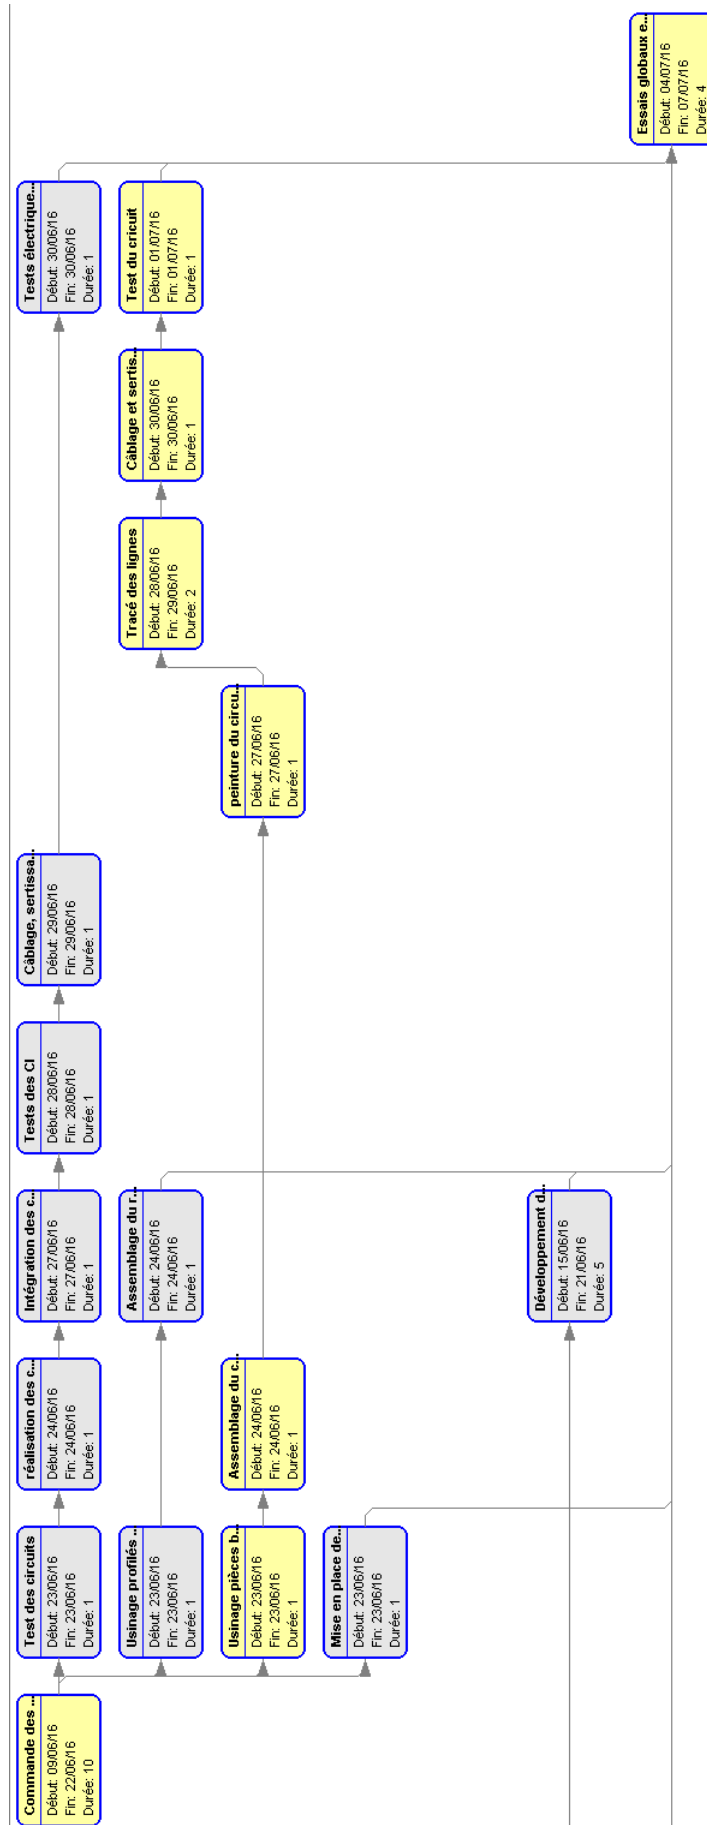 Commande des ...
Début: 09/06/16
Fin: 22/06/16
Durée: 10
Test des circuits
Début: 23/06/16
Fin: 23/06/16
Durée: 1
réalisation des c...
Début: 24/06/16
Fin: 24/06/16
Durée: 1
Intégration des c...
Début: 27/06/16
Fin: 27/06/16
Durée: 1
Tests des CI
Début: 28/06/16
Fin: 28/06/16
Durée: 1
Câblage, sertissa...
Début: 29/06/16
Fin: 29/06/16
Durée: 1
Tests électrique...
Début: 30/06/16
Fin: 30/06/16
Durée: 1
Usinage profilés ...
Début: 23/06/16
Fin: 23/06/16
Durée: 1
Assemblage du r...
Début: 24/06/16
Fin: 24/06/16
Durée: 1
Tracé des lignes
Début: 28/06/16
Fin: 29/06/16
Durée: 2
Câblage et sertis...
Début: 30/06/16
Fin: 30/06/16
Durée: 1
Test du cricuit
Début: 01/07/16
Fin: 01/07/16
Durée: 1
Usinage pièces b...
Début: 23/06/16
Fin: 23/06/16
Durée: 1
Assemblage du c...
Début: 24/06/16
Fin: 24/06/16
Durée: 1
peinture du circu...
Début: 27/06/16
Fin: 27/06/16
Durée: 1
Mise en place de...
Début: 23/06/16
Fin: 23/06/16
Durée: 1
Développement d...
Début: 15/06/16
Fin: 21/06/16
Durée: 5
Essais globaux e...
Début: 04/07/16
Fin: 07/07/16
Durée: 4